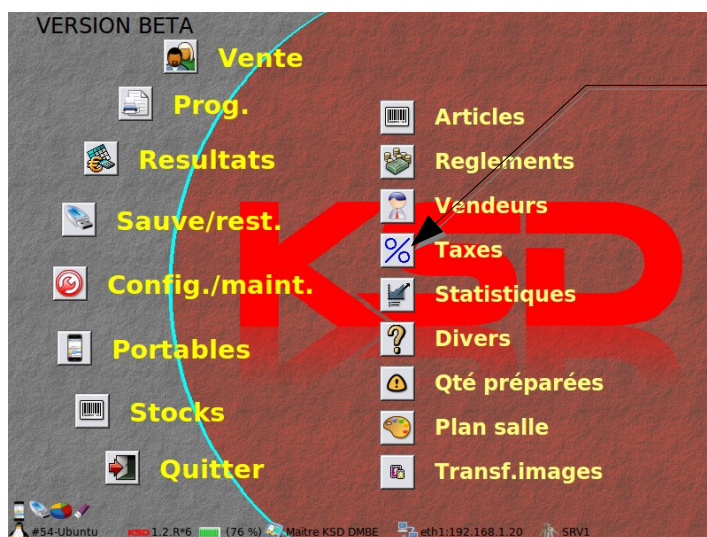 VERSION BETA
Vente
Prog.
Resultats
Sauve/rest.
Config./maint.
Portables
Stocks
Quitter
Articles
Reglements
Vendeurs
Taxes
Statistiques
Divers
Qté préparées
Plan salle
Transf.images
KSD
#54-Ubuntu KSD 1.2.R*6 (76 %) Maitre KSD DMBE eth1:192.168.1.20 SRV1